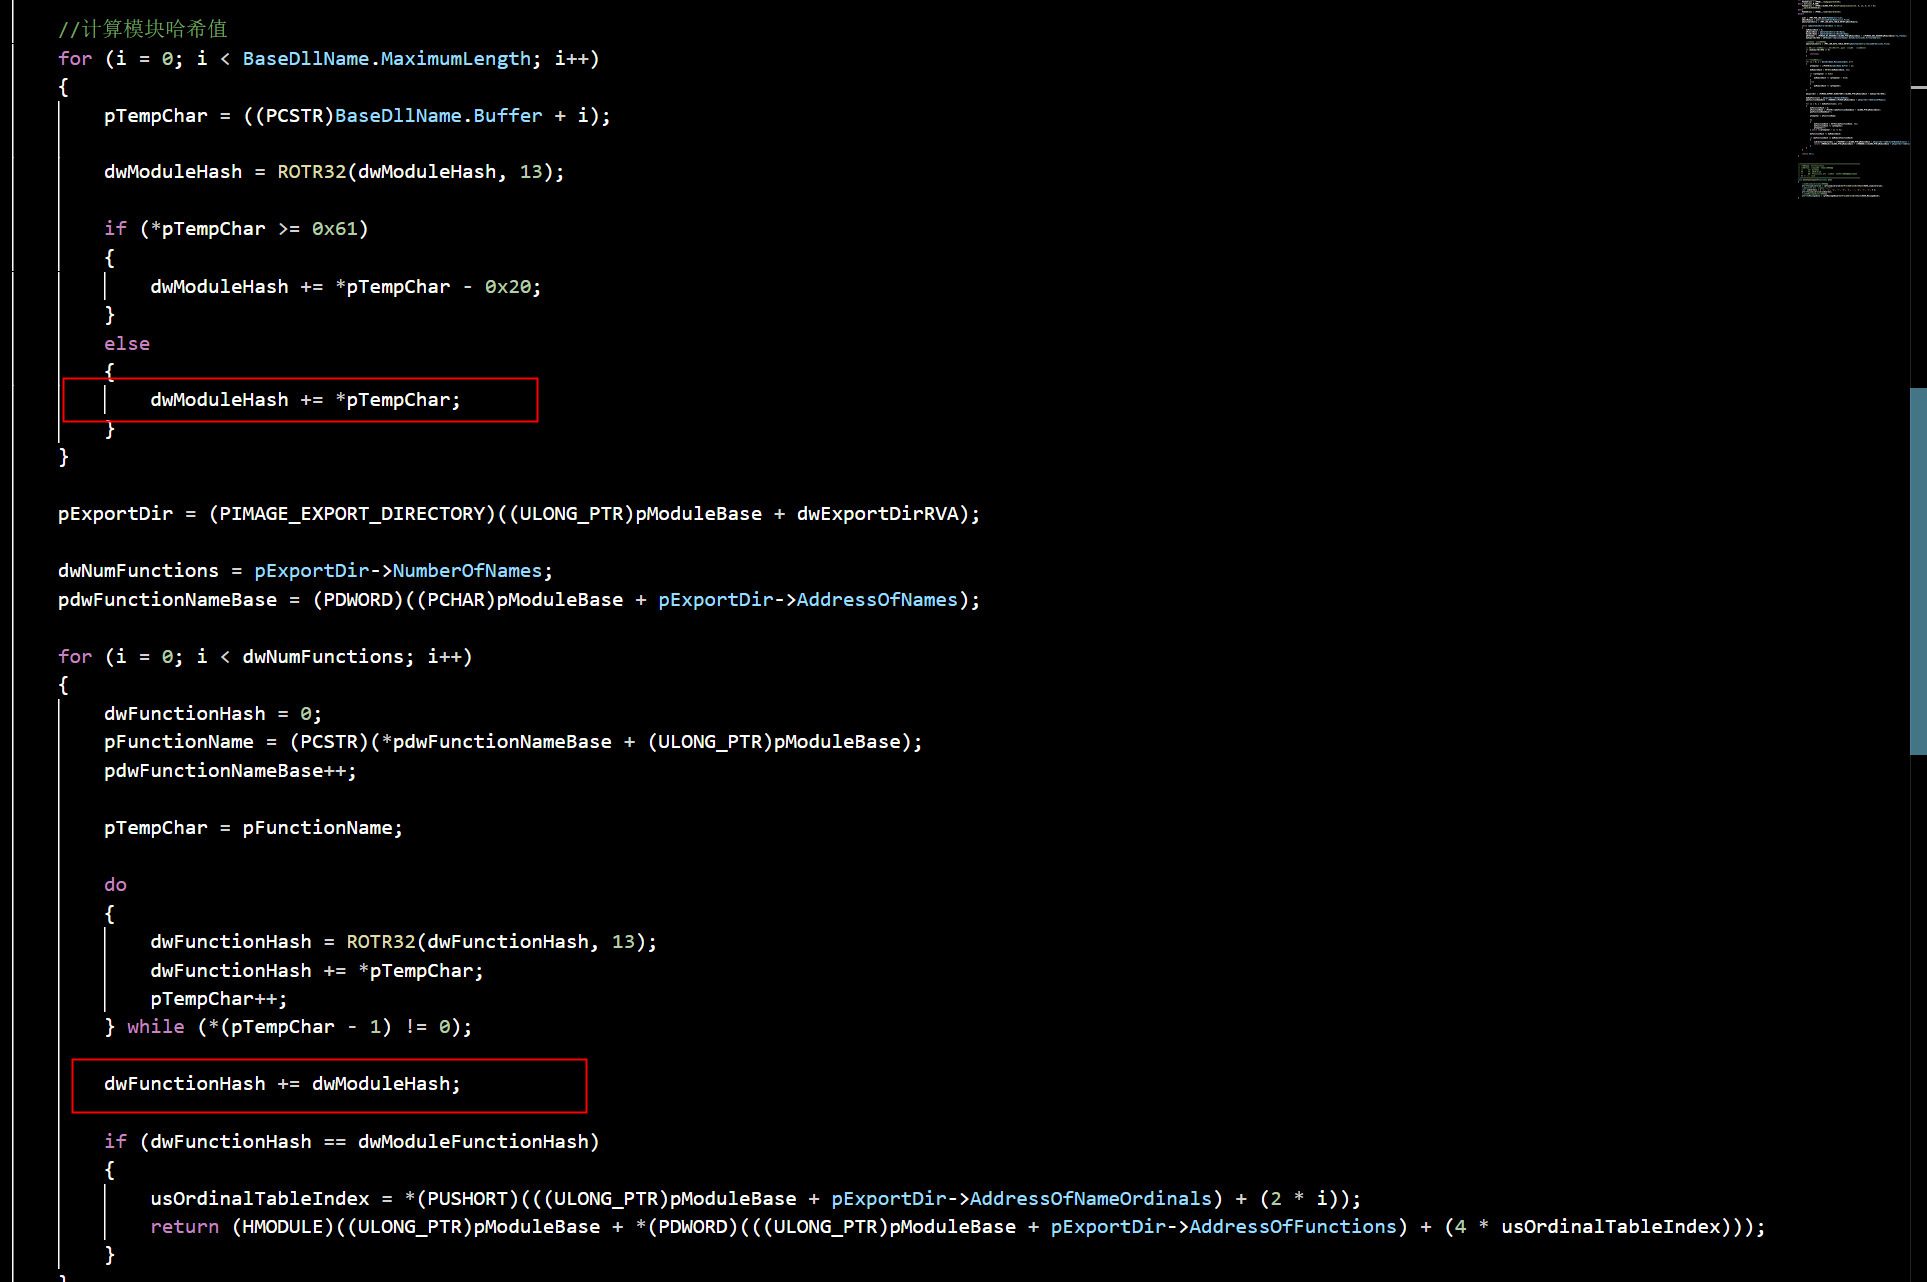 //计算模块哈希值
for (i = 0; i < BaseDllName.MaximumLength; i++)
{
pTempChar = ((PCSTR)BaseDllName.Buffer + i);
dwModuleHash = ROTR32(dwModuleHash, 13);
if (*pTempChar >= 0x61)
{
dwModuleHash += *pTempChar - 0x20;
}
else
{
dwModuleHash += *pTempChar;
}
}
pExportDir = (PIMAGE_EXPORT_DIRECTORY)((ULONG_PTR)pModuleBase + dwExportDirRVA);
dwNumFunctions = pExportDir->NumberOfNames;
pdwFunctionNameBase = (PDWORD)((PCHAR)pModuleBase + pExportDir->AddressOfNames);
for (i = 0; i < dwNumFunctions; i++)
{
dwFunctionHash = 0;
pFunctionName = (PCSTR)(*pdwFunctionNameBase + (ULONG_PTR)pModuleBase);
pdwFunctionNameBase++;
pTempChar = pFunctionName;
do
{
dwFunctionHash = ROTR32(dwFunctionHash, 13);
dwFunctionHash += *pTempChar;
pTempChar++;
} while (*(pTempChar - 1) != 0);
dwFunctionHash += dwModuleHash;
if (dwFunctionHash == dwModuleFunctionHash)
{
usOrdinalTableIndex = *(PUSHORT)(((ULONG_PTR)pModuleBase + pExportDir->AddressOfNameOrdinals) + (2 * i));
return (HMODULE)((ULONG_PTR)pModuleBase + *(PDWORD)(((ULONG_PTR)pModuleBase + pExportDir->AddressOfFunctions) + (4 * usOrdinalTableIndex)));
}
}